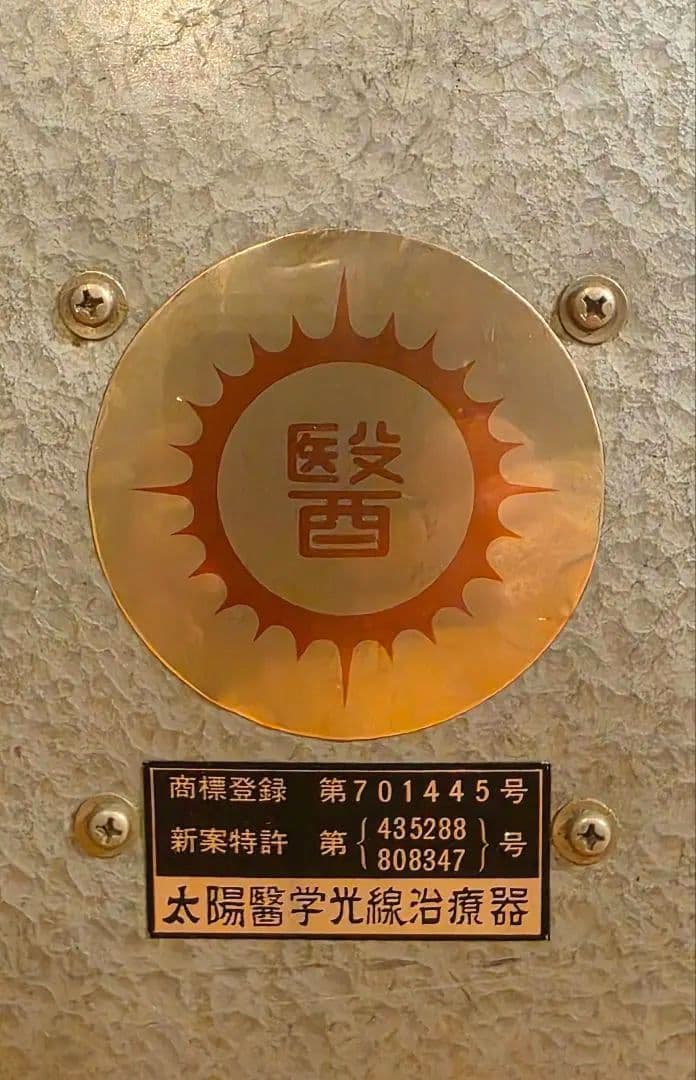 醫
商標登録 第701445号
新案特許 第{435288
808347}号
太陽醫学光線治療器